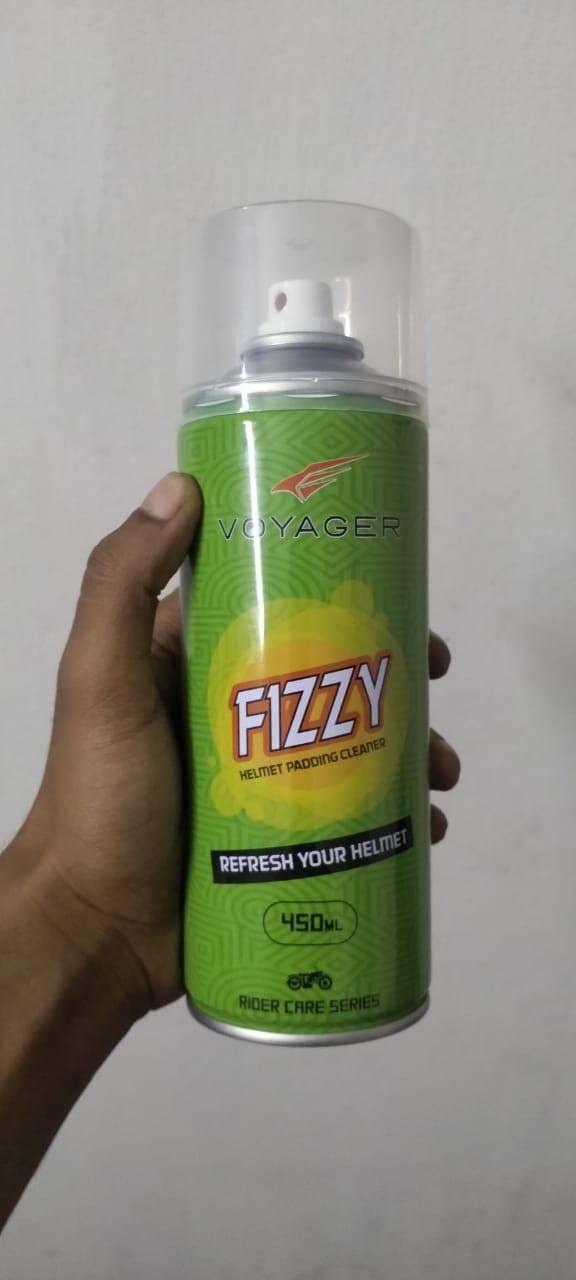 VOYAGER
FIZZY
HELMET PADDING CLEANER
REFRESH YOUR HELMET
450ML
RIDER CARE SERIES